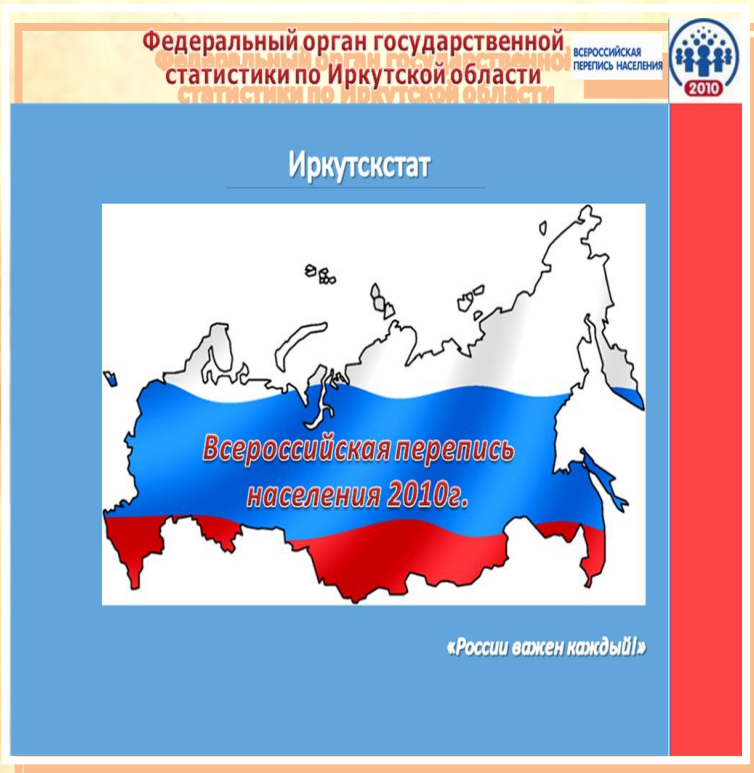 Федеральный орган государственной
статистики по Иркутской области
ВСЕРОССИЙСКАЯ
ПЕРЕПИСЬ НАСЕЛЕНИЯ
2010
Иркутскстат
Всероссийская перепись
населения 2010г.
«России важен каждый!»